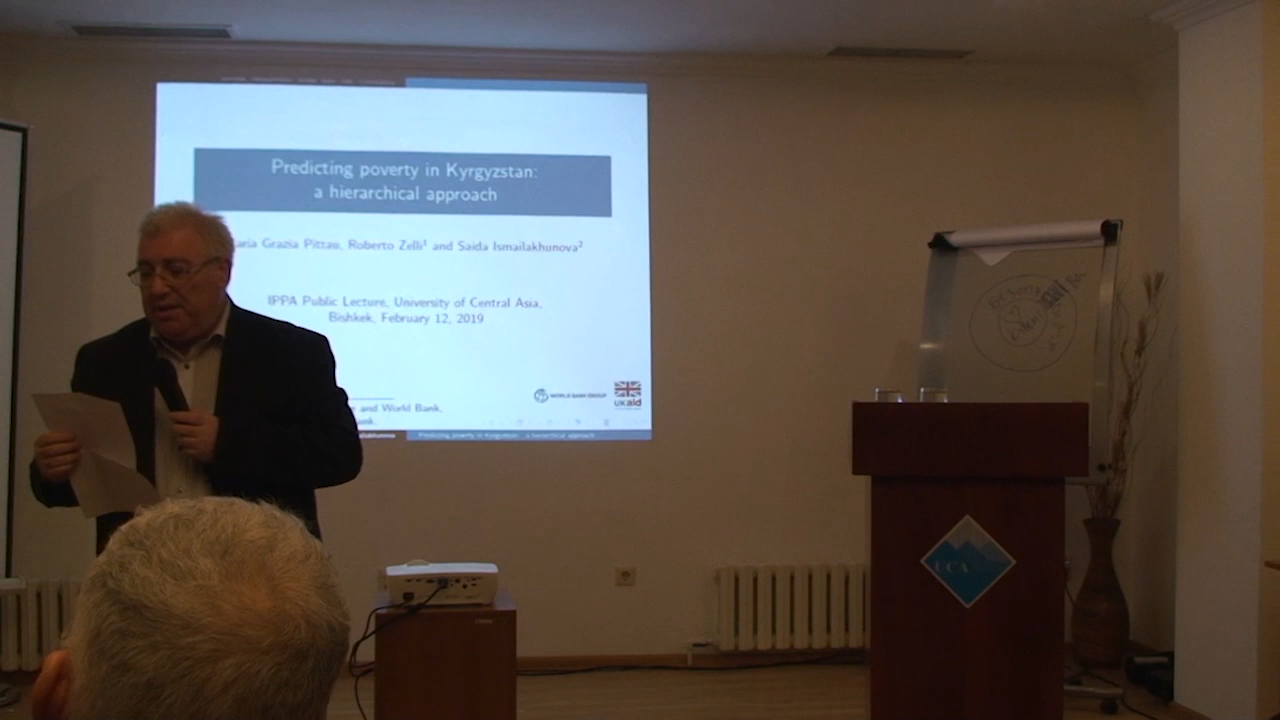 Predicting poverty in Kyrgyzstan:
a hierarchical approach
aria Grazia Pittau, Roberto Zelli¹ and Saida Ismailakhunova²
IPPA Public Lecture, University of Central Asia,
Bishkek, February 12, 2019
WORLD BANK GROUP
UKaid
and World Bank,
Predicting poverty in Kyrgyzstan: a hierarchical approach
UCA